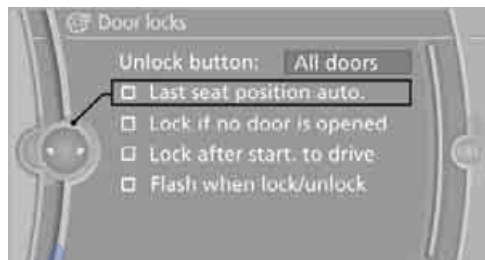 Door locks
Unlock button: All doors
Last seat position auto.
Lock if no door is opened
Lock after start. to drive
Flash when lock/unlock